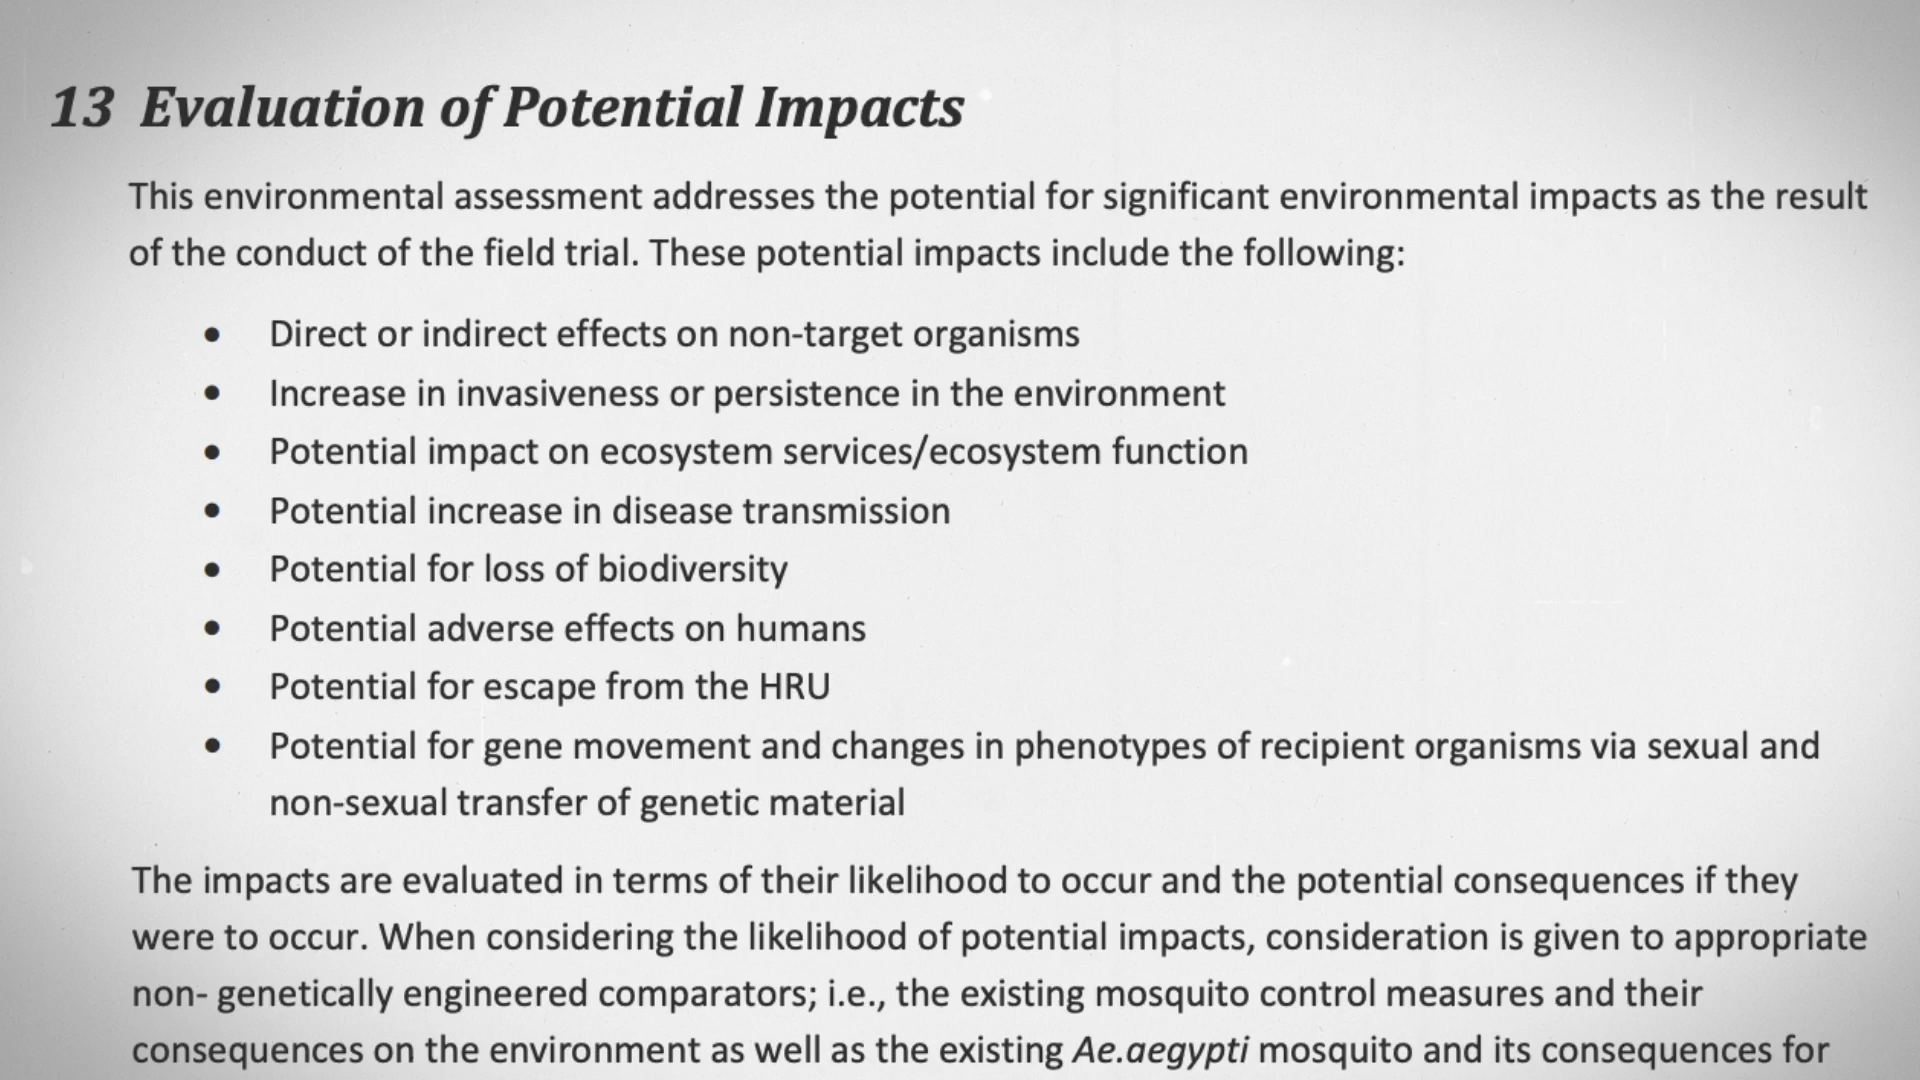 13 Evaluation of Potential Impacts
This environmental assessment addresses the potential for significant environmental impacts as the result
of the conduct of the field trial. These potential impacts include the following:
• Direct or indirect effects on non-target organisms
• Increase in invasiveness or persistence in the environment
• Potential impact on ecosystem services/ecosystem function
• Potential increase in disease transmission
• Potential for loss of biodiversity
• Potential adverse effects on humans
• Potential for escape from the HRU
• Potential for gene movement and changes in phenotypes of recipient organisms via sexual and
non-sexual transfer of genetic material
The impacts are evaluated in terms of their likelihood to occur and the potential consequences if they
were to occur. When considering the likelihood of potential impacts, consideration is given to appropriate
non- genetically engineered comparators; i.e., the existing mosquito control measures and their
consequences on the environment as well as the existing Ae.aegypti mosquito and its consequences for